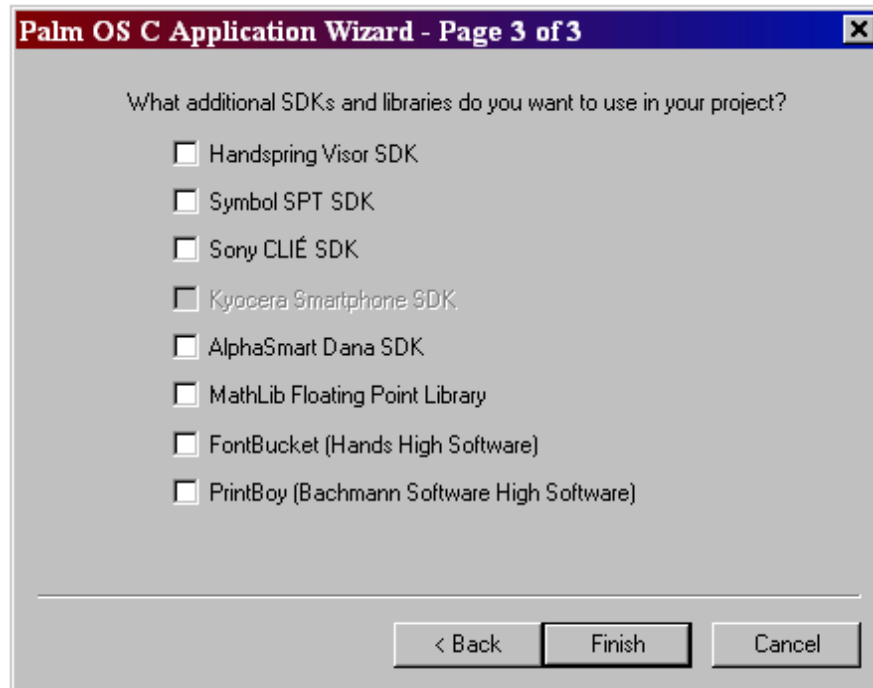 Palm OS C Application Wizard - Page 3 of 3
What additional SDKs and libraries do you want to use in your project?
Handspring Visor SDK
Symbol SPT SDK
Sony CLIÉ SDK
Kyocera Smartphone SDK
AlphaSmart Dana SDK
MathLib Floating Point Library
FontBucket (Hands High Software)
PrintBoy (Bachmann Software High Software)
< Back Finish Cancel